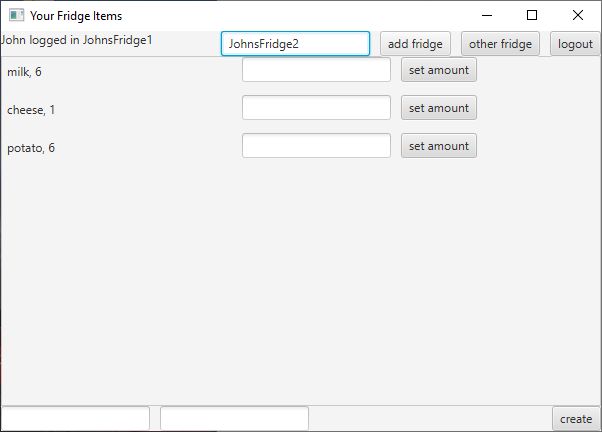 Your Fridge Items
John logged in JohnsFridge1 JohnsFridge2 add fridge other fridge logout
milk, 6 set amount
cheese, 1 set amount
potato, 6 set amount
create